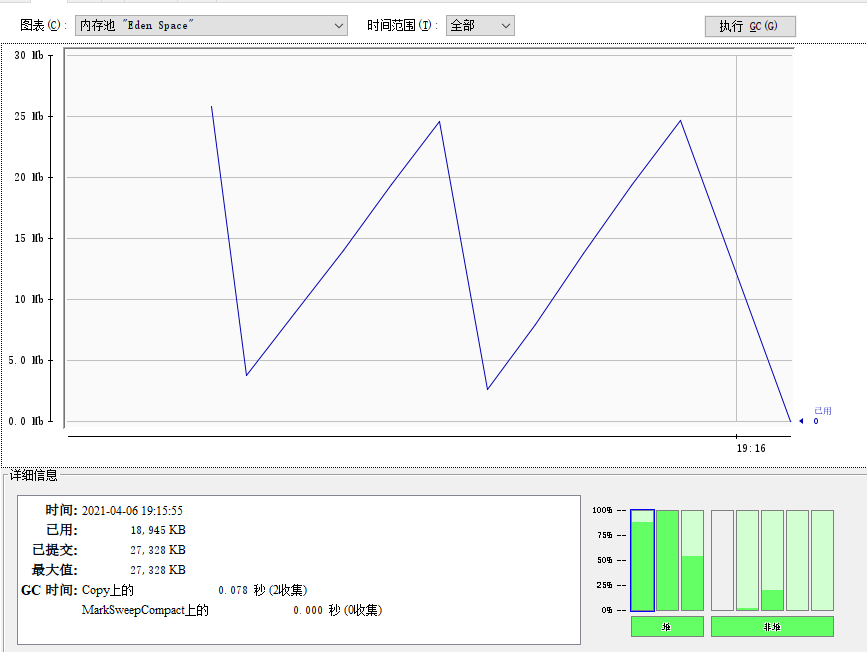 图表(C): 内存池 "Eden Space" 时间范围(T): 全部 执行 GC(G)
30 Mb
25 Mb
20 Mb
15 Mb
10 Mb
5.0 Mb
0.0 Mb
已用
0
19:16
详细信息
时间: 2021-04-06 19:15:55
已用: 18,945 KB
已提交: 27,328 KB
最大值: 27,328 KB
GC 时间: Copy上的 0.078 秒 (2收集)
MarkSweepCompact上的 0.000 秒 (0收集)
100%
75%
50%
25%
0%
堆
非堆